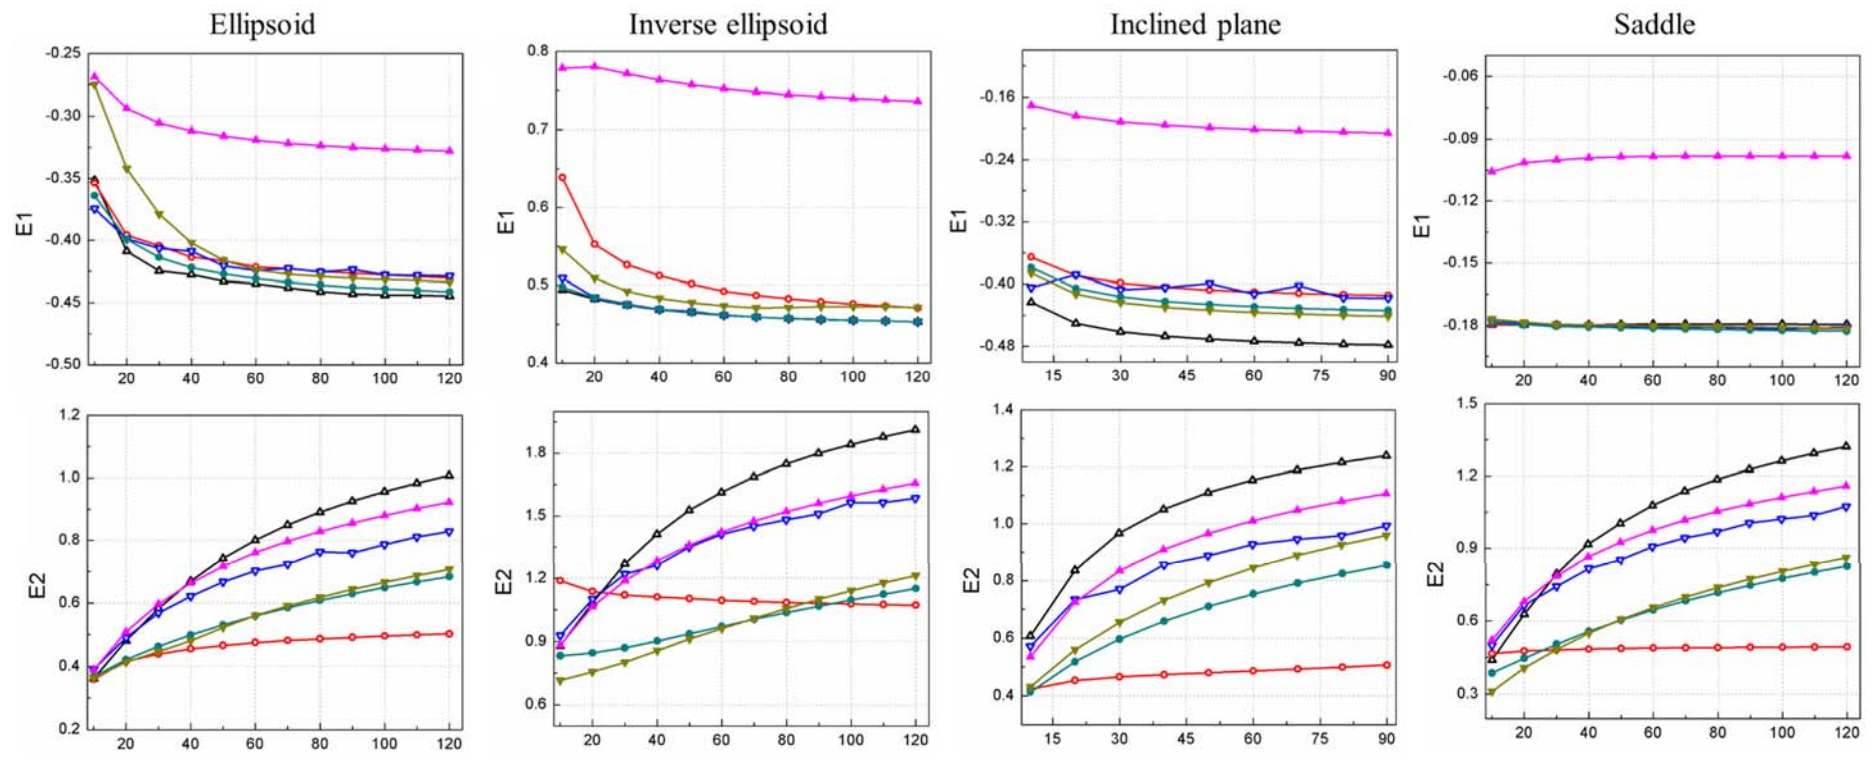 Ellipsoid Inverse ellipsoid Inclined plane Saddle
-0.25
-0.30
-0.35
-0.40
-0.45
-0.50
E1
20 40 60 80 100 120
0.8
0.7
0.6
0.5
0.4
E1
20 40 60 80 100 120
-0.16
-0.24
-0.32
-0.40
-0.48
E1
15 30 45 60 75 90
-0.06
-0.09
-0.12
-0.15
-0.18
E1
20 40 60 80 100 120
1.2
1.0
0.8
0.6
0.4
0.2
E2
20 40 60 80 100 120
1.8
1.5
1.2
0.9
0.6
E2
20 40 60 80 100 120
1.4
1.2
1.0
0.8
0.6
0.4
E2
15 30 45 60 75 90
1.5
1.2
0.9
0.6
0.3
E2
20 40 60 80 100 120